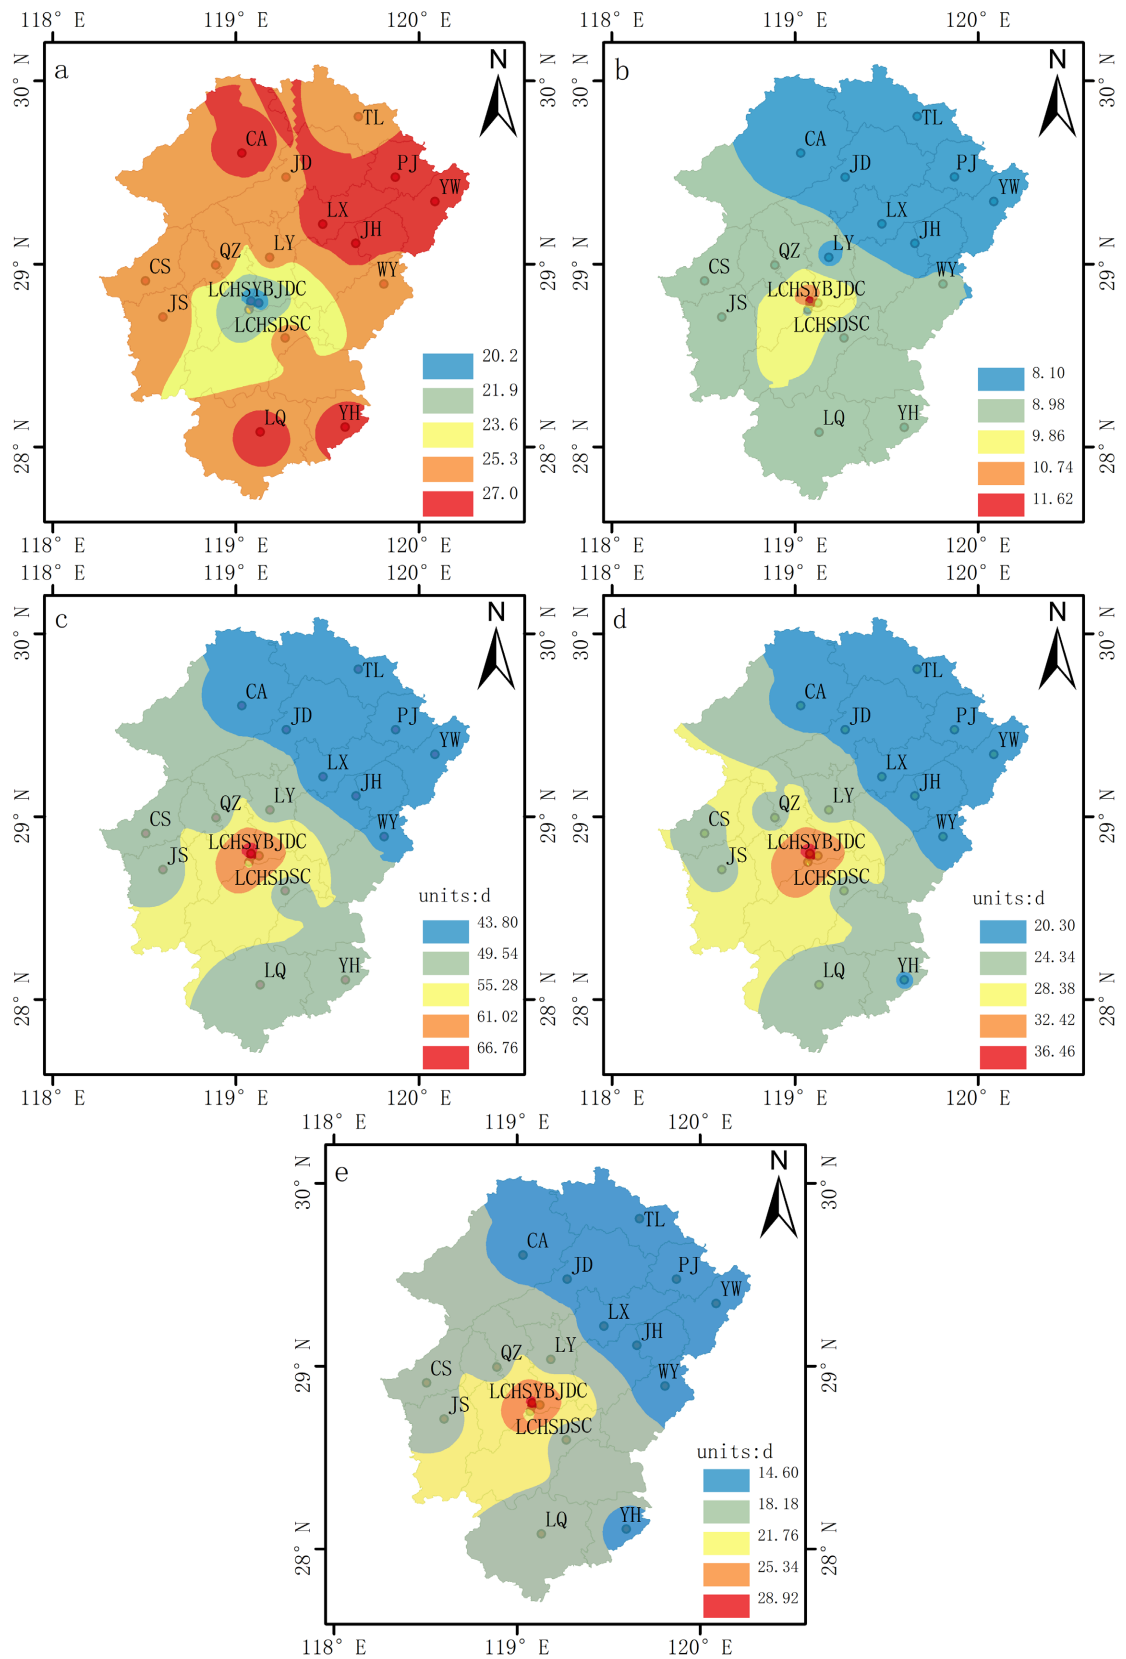 118° E 119° E 120° E
118° E 119° E 120° E
a
N
30° N
30° N
TL
CA
JD
PJ
YW
LX
JH
QZ
LY
29° N
29° N
CS
WY
LCHSYBJDC
JS
LCHSDSC
20.2
21.9
23.6
25.3
27.0
LQ
YH
28° N
28° N
118° E 119° E 120° E
b
N
30° N
30° N
TL
CA
JD
PJ
YW
LX
JH
QZ
LY
29° N
29° N
CS
WY
LCHSYBJDC
JS
LCHSDSC
8.10
8.98
9.86
10.74
11.62
LQ
YH
28° N
28° N
118° E 119° E 120° E
118° E 119° E 120° E
118° E 119° E 120° E
c
N
30° N
30° N
TL
CA
JD
PJ
YW
LX
JH
QZ
LY
29° N
29° N
CS
WY
LCHSYBJDC
JS
LCHSDSC
units:d
43.80
49.54
55.28
61.02
66.76
LQ
YH
28° N
28° N
118° E 119° E 120° E
d
N
30° N
30° N
TL
CA
JD
PJ
YW
LX
JH
QZ
LY
29° N
29° N
CS
WY
LCHSYBJDC
JS
LCHSDSC
units:d
20.30
24.34
28.38
32.42
36.46
LQ
YH
28° N
28° N
118° E 119° E 120° E
118° E 119° E 120° E
e
N
30° N
30° N
TL
CA
JD
PJ
YW
LX
JH
QZ
LY
29° N
29° N
CS
WY
LCHSYBJDC
JS
LCHSDSC
units:d
14.60
18.18
21.76
25.34
28.92
LQ
YH
28° N
28° N
118° E 119° E 120° E